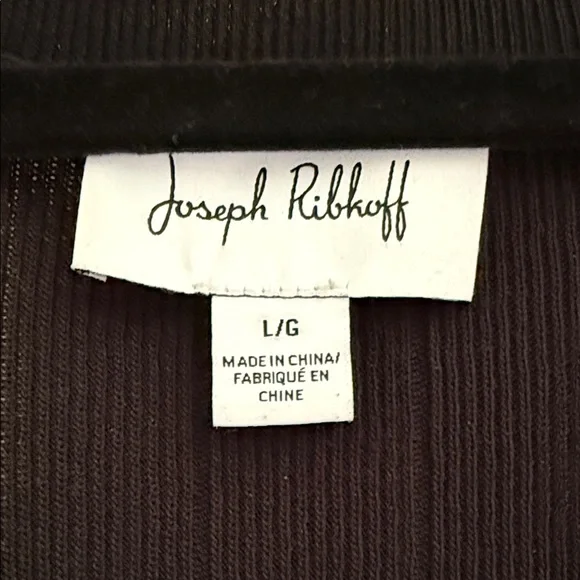 Joseph Ribkoff
L/G
MADE IN CHINA/
FABRIQUÉ EN
CHINE